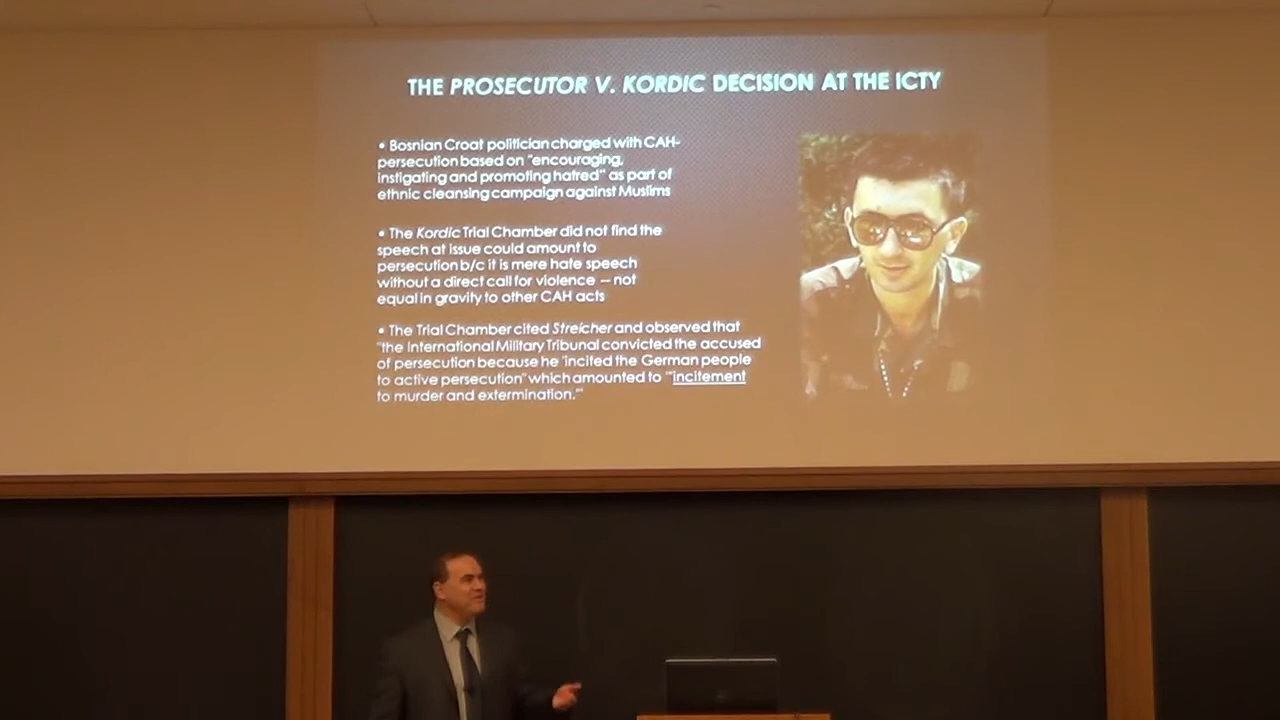 THE PROSECUTOR V. KORDIC DECISION AT THE ICTY
• Bosnian Croat politician charged with CAH-
persecution based on "encouraging,
instigating and promoting hatred" as part of
ethnic cleansing campaign against Muslims
• The Kordic Trial Chamber did not find the
speech at issue could amount to
persecution b/c it is mere hate speech
without a direct call for violence -- not
equal in gravity to other CAH acts
• The Trial Chamber cited Streicher and observed that
"the International Military Tribunal convicted the accused
of persecution because he 'incited the German people
to active persecution" which amounted to "'incitement
to murder and extermination.'"